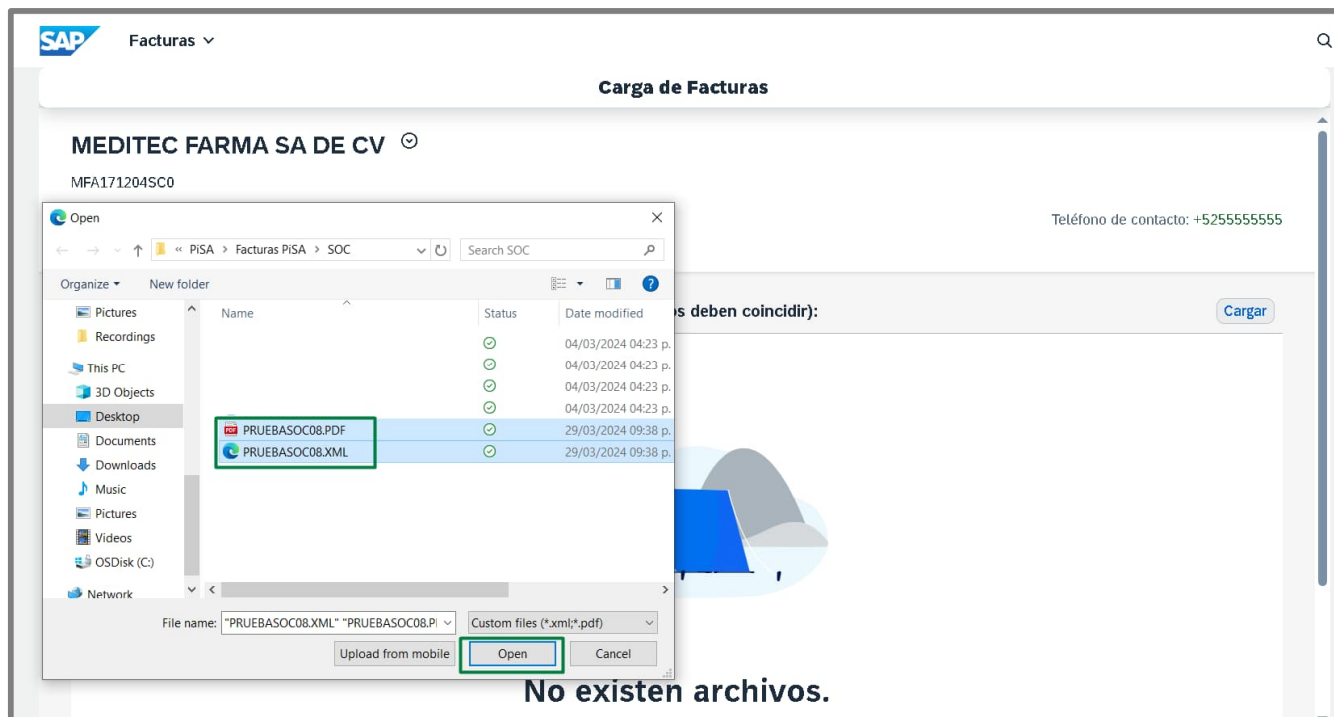 SAP Facturas
Carga de Facturas
MEDITEC FARMA SA DE CV
MFA171204SC0
Teléfono de contacto: +5255555555
s deben coincidir):
Cargar
Open
« PiSA > Facturas PiSA > SOC
Search SOC
Organize
New folder
Name Status Date modified
Pictures
Recordings
This PC
3D Objects
Desktop
Documents
Downloads
Music
Pictures
Videos
OSDisk (C:)
Network
04/03/2024 04:23 p.
04/03/2024 04:23 p.
04/03/2024 04:23 p.
04/03/2024 04:23 p.
PRUEBASOC08.PDF 29/03/2024 09:38 p.
PRUEBASOC08.XML 29/03/2024 09:38 p.
File name: "PRUEBASOC08.XML" "PRUEBASOC08.P
Custom files (*.xml;*.pdf)
Upload from mobile Open Cancel
No existen archivos.